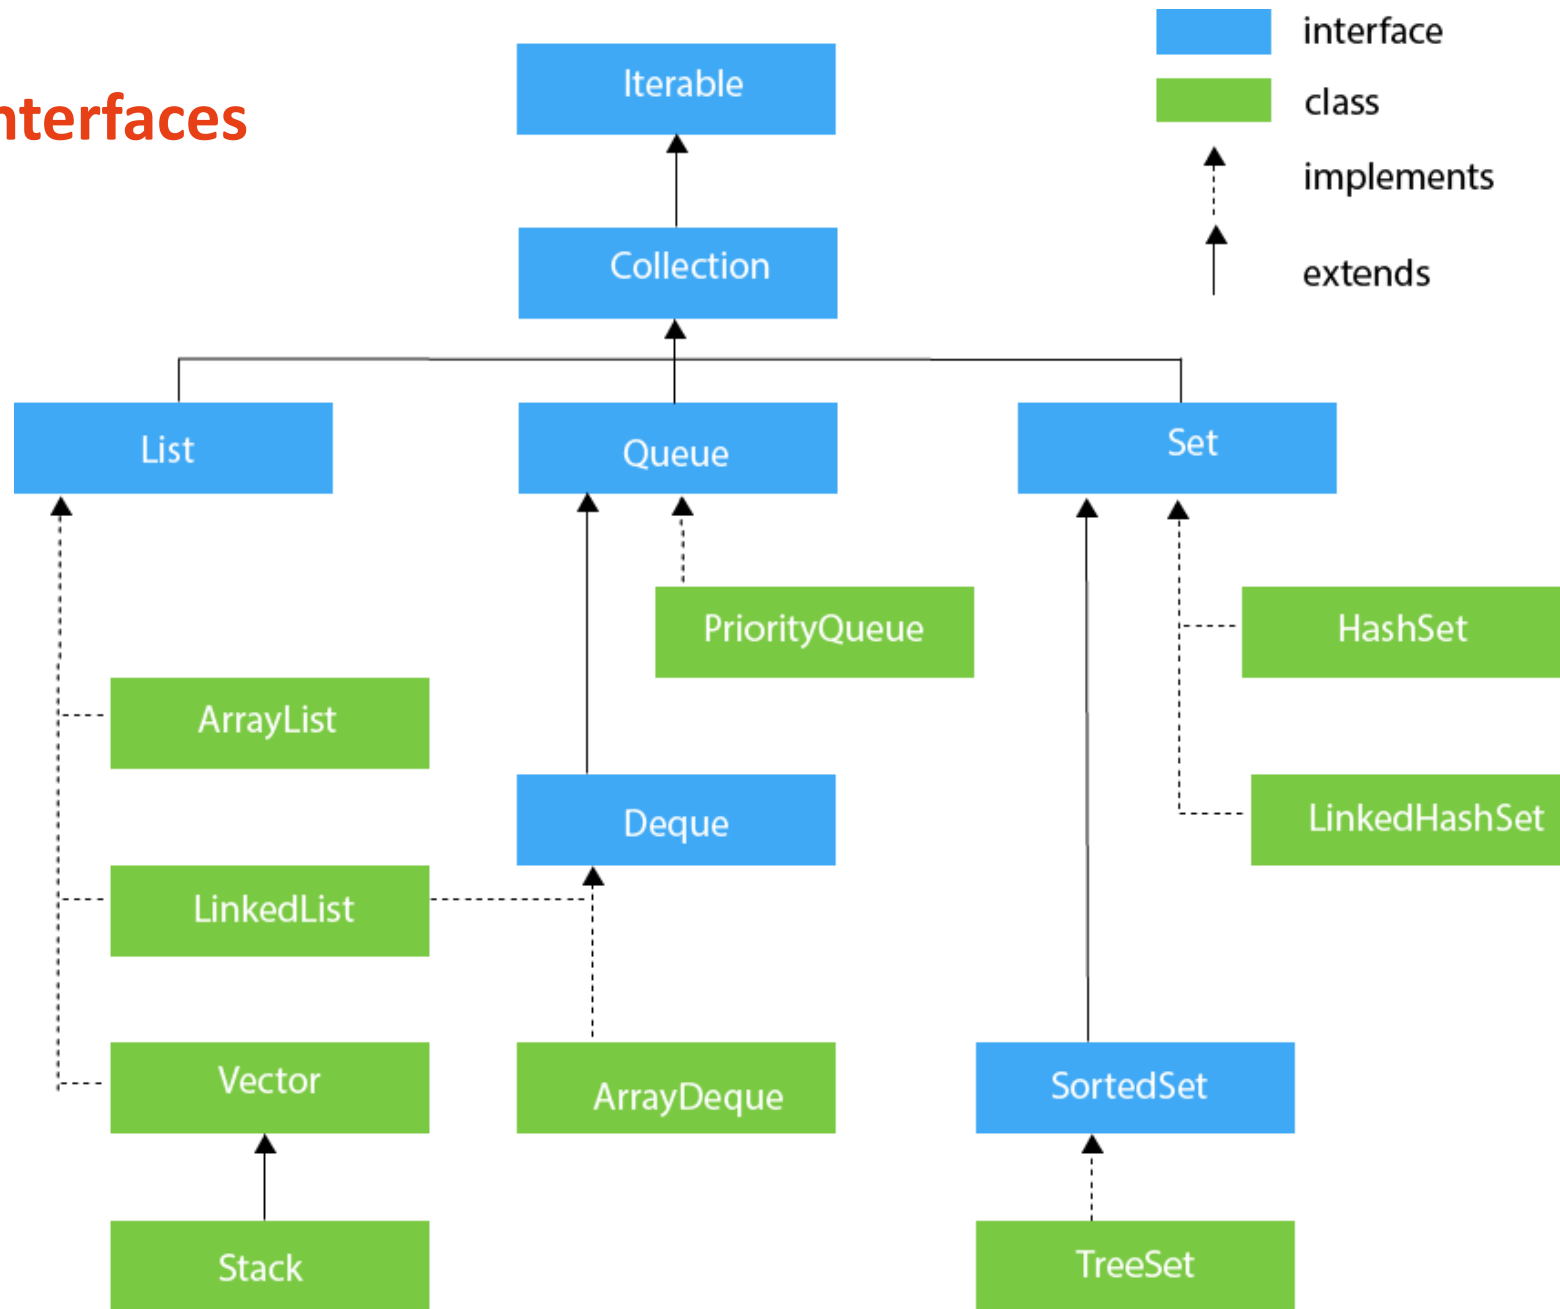 nterfaces
interface
class
implements
extends
Iterable
Collection
List
Queue
Set
PriorityQueue
HashSet
ArrayList
Deque
LinkedHashSet
LinkedList
Vector
ArrayDeque
SortedSet
Stack
TreeSet